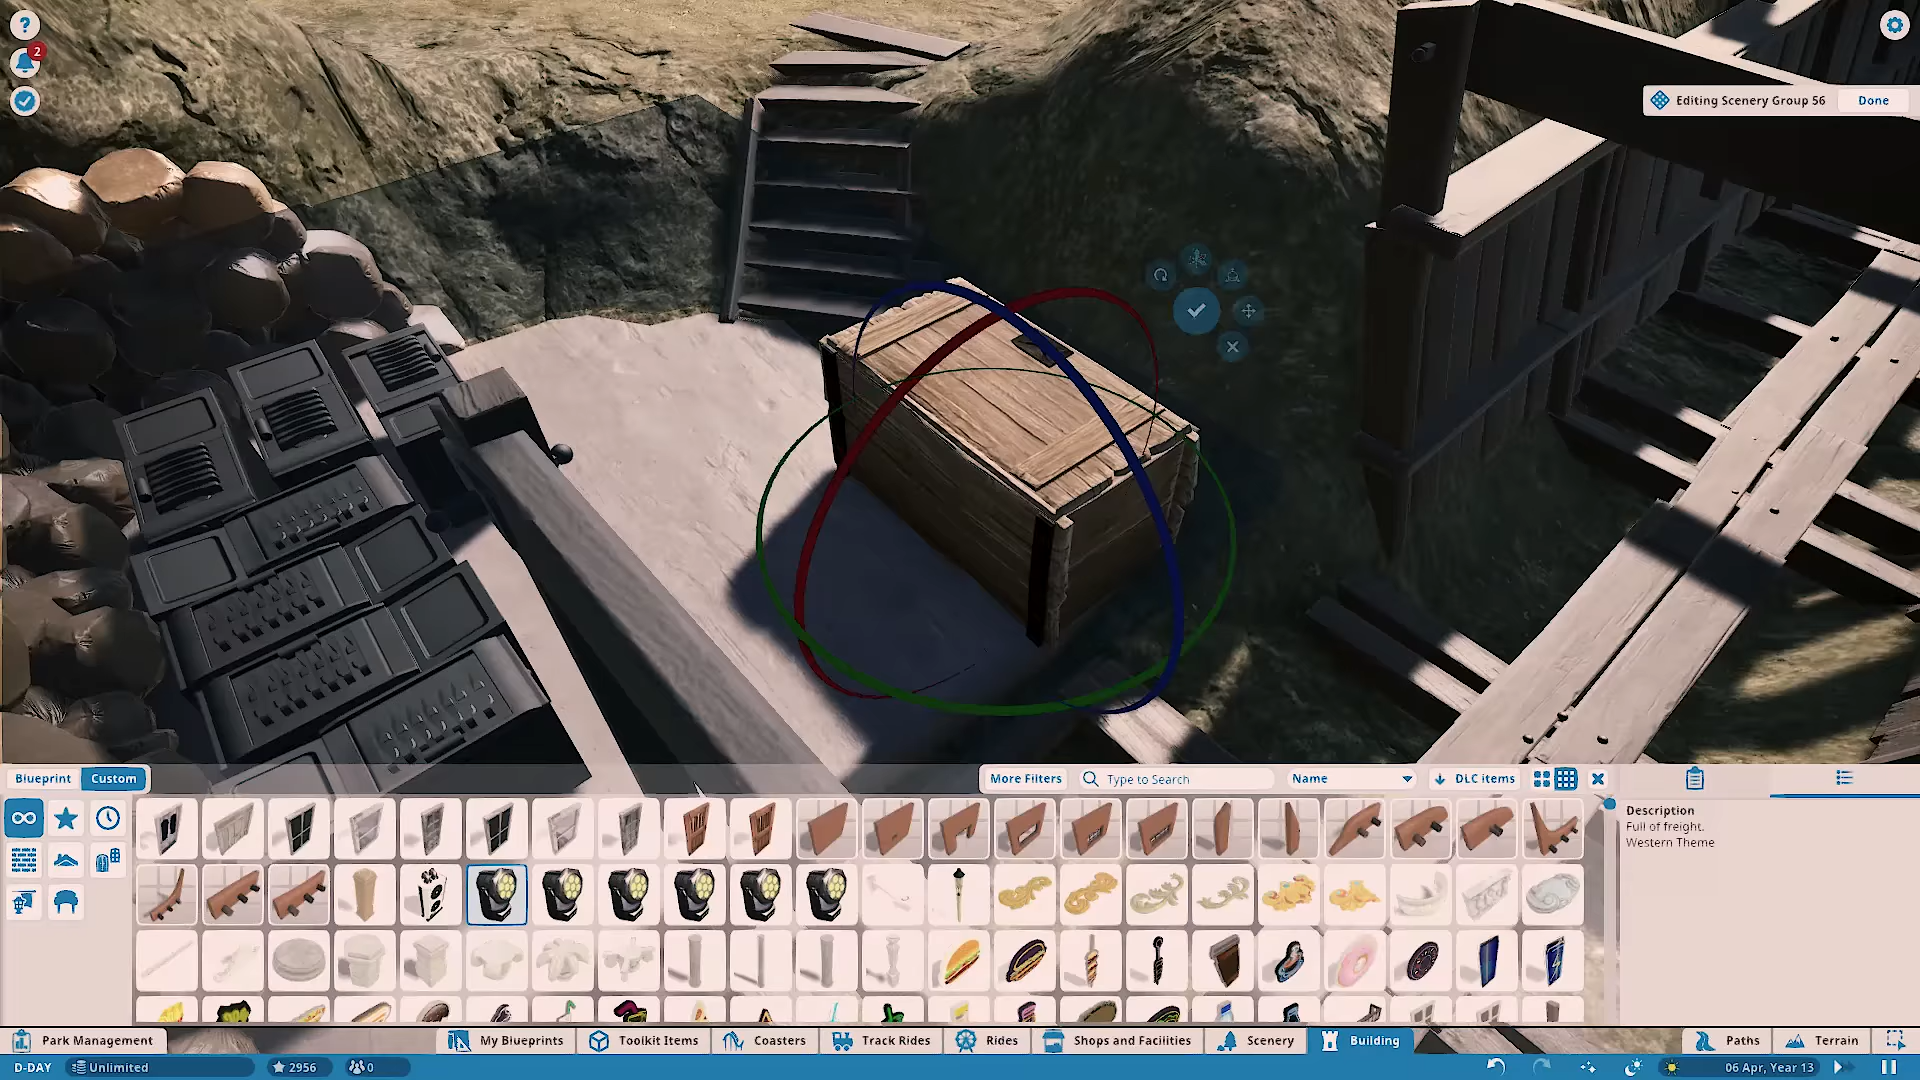 ?
2
Editing Scenery Group 56
Done
Blueprint
Custom
More Filters
Type to Search
Name
DLC items
Description
Full of freight.
Western Theme
Park Management
My Blueprints
Toolkit Items
Coasters
Track Rides
Rides
Shops and Facilities
Scenery
Building
Paths
Terrain
D-DAY
Unlimited
2956
0
06 Apr, Year 13